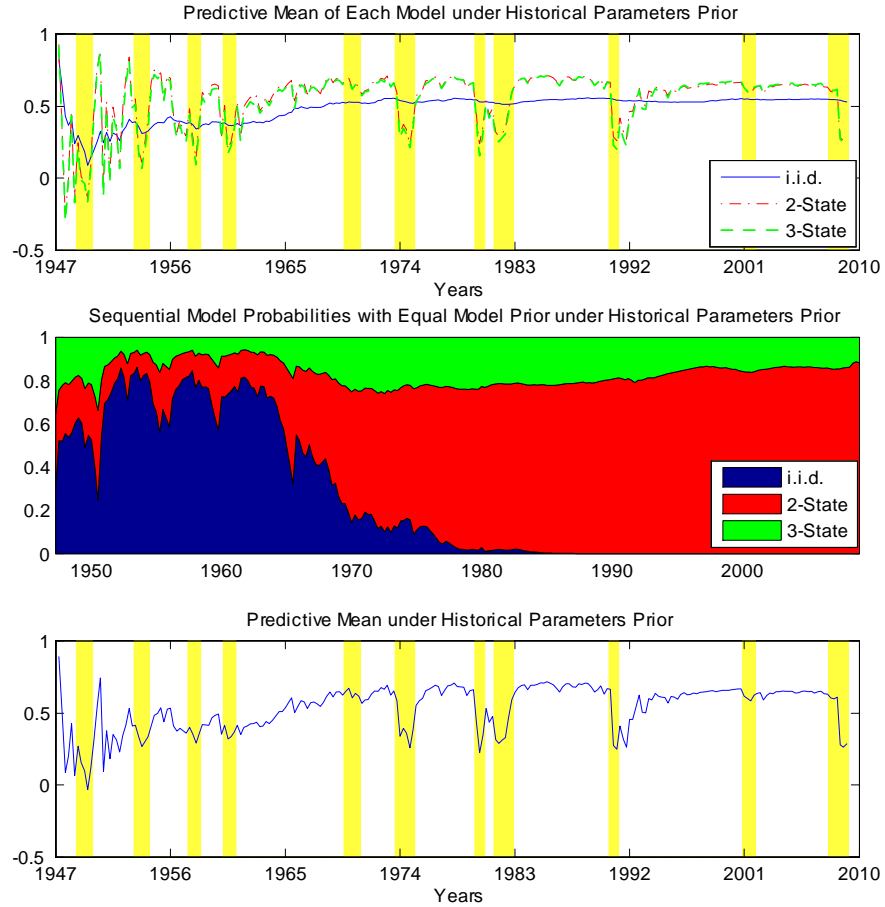 Predictive Mean of Each Model under Historical Parameters Prior
1
0.5
0
-0.5
i.i.d.
2-State
3-State
1947 1956 1965 1974 1983 1992 2001 2010
Years
Sequential Model Probabilities with Equal Model Prior under Historical Parameters Prior
1
0.8
0.6
0.4
0.2
0
i.i.d.
2-State
3-State
1950 1960 1970 1980 1990 2000
Predictive Mean under Historical Parameters Prior
1
0.5
0
-0.5
1947 1956 1965 1974 1983 1992 2001 2010
Years